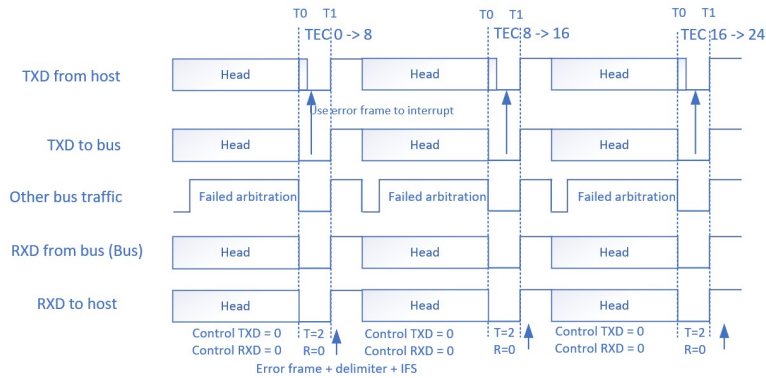 T0 T1 T0 T1 T0 T1
TEC 0 -> 8 TEC 8 -> 16 TEC 16 -> 24
TXD from host Head Head Head
Use error frame to interrupt
TXD to bus Head Head Head
Other bus traffic Failed arbitration Failed arbitration Failed arbitration
RXD from bus (Bus) Head Head Head
RXD to host Head Head Head
Control TXD = 0 T=2 Control TXD = 0 T=2 Control TXD = 0 T=2
Control RXD = 0 R=0 Control RXD = 0 R=0 Control RXD = 0 R=0
Error frame + delimiter + IFS